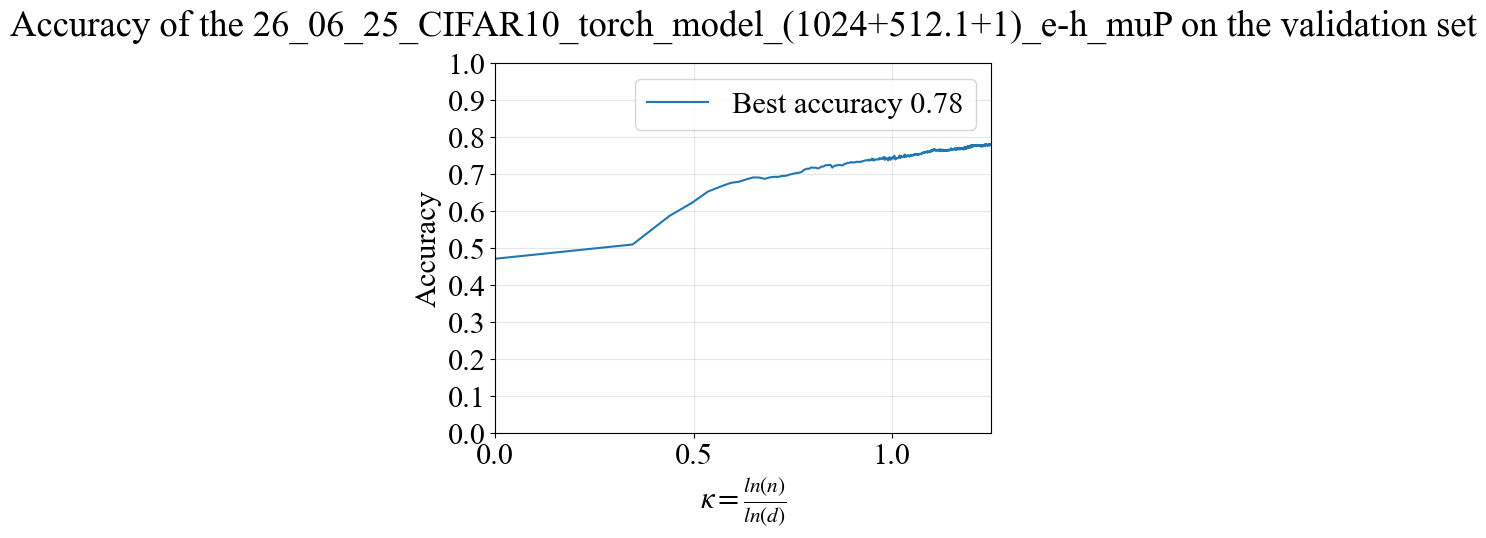 Accuracy of the 26_06_25_CIFAR10_torch_model_(1024+512.1+1)_e-h_muP on the validation set
Best accuracy 0.78
Accuracy
1.0
0.9
0.8
0.7
0.6
0.5
0.4
0.3
0.2
0.1
0.0
0.0 0.5 1.0
κ = ln(n) / ln(d)